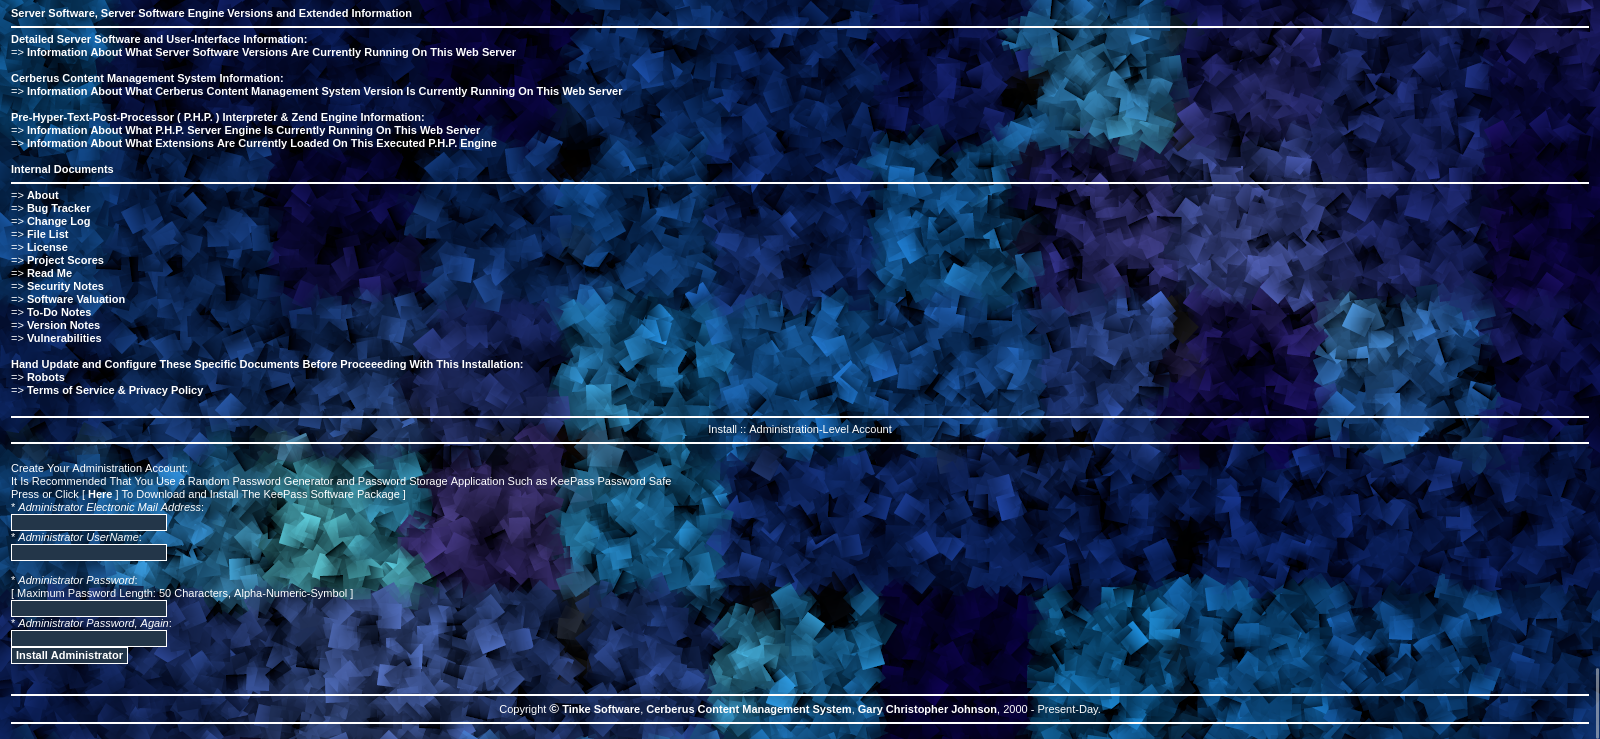 Server Software, Server Software Engine Versions and Extended Information
Detailed Server Software and User-Interface Information:
=> Information About What Server Software Versions Are Currently Running On This Web Server
Cerberus Content Management System Information:
=> Information About What Cerberus Content Management System Version Is Currently Running On This Web Server
Pre-Hyper-Text-Post-Processor ( P.H.P. ) Interpreter & Zend Engine Information:
=> Information About What P.H.P. Server Engine Is Currently Running On This Web Server
=> Information About What Extensions Are Currently Loaded On This Executed P.H.P. Engine
Internal Documents
=> About
=> Bug Tracker
=> Change Log
=> File List
=> License
=> Project Scores
=> Read Me
=> Security Notes
=> Software Valuation
=> To-Do Notes
=> Version Notes
=> Vulnerabilities
Hand Update and Configure These Specific Documents Before Proceeeding With This Installation:
=> Robots
=> Terms of Service & Privacy Policy
Install :: Administration-Level Account
Create Your Administration Account:
It Is Recommended That You Use a Random Password Generator and Password Storage Application Such as KeePass Password Safe
Press or Click [ Here ] To Download and Install The KeePass Software Package ]
* Administrator Electronic Mail Address:
* Administrator UserName:
* Administrator Password:
[ Maximum Password Length: 50 Characters, Alpha-Numeric-Symbol ]
* Administrator Password, Again:
Install Administrator
Copyright © Tinke Software, Cerberus Content Management System, Gary Christopher Johnson, 2000 - Present-Day.